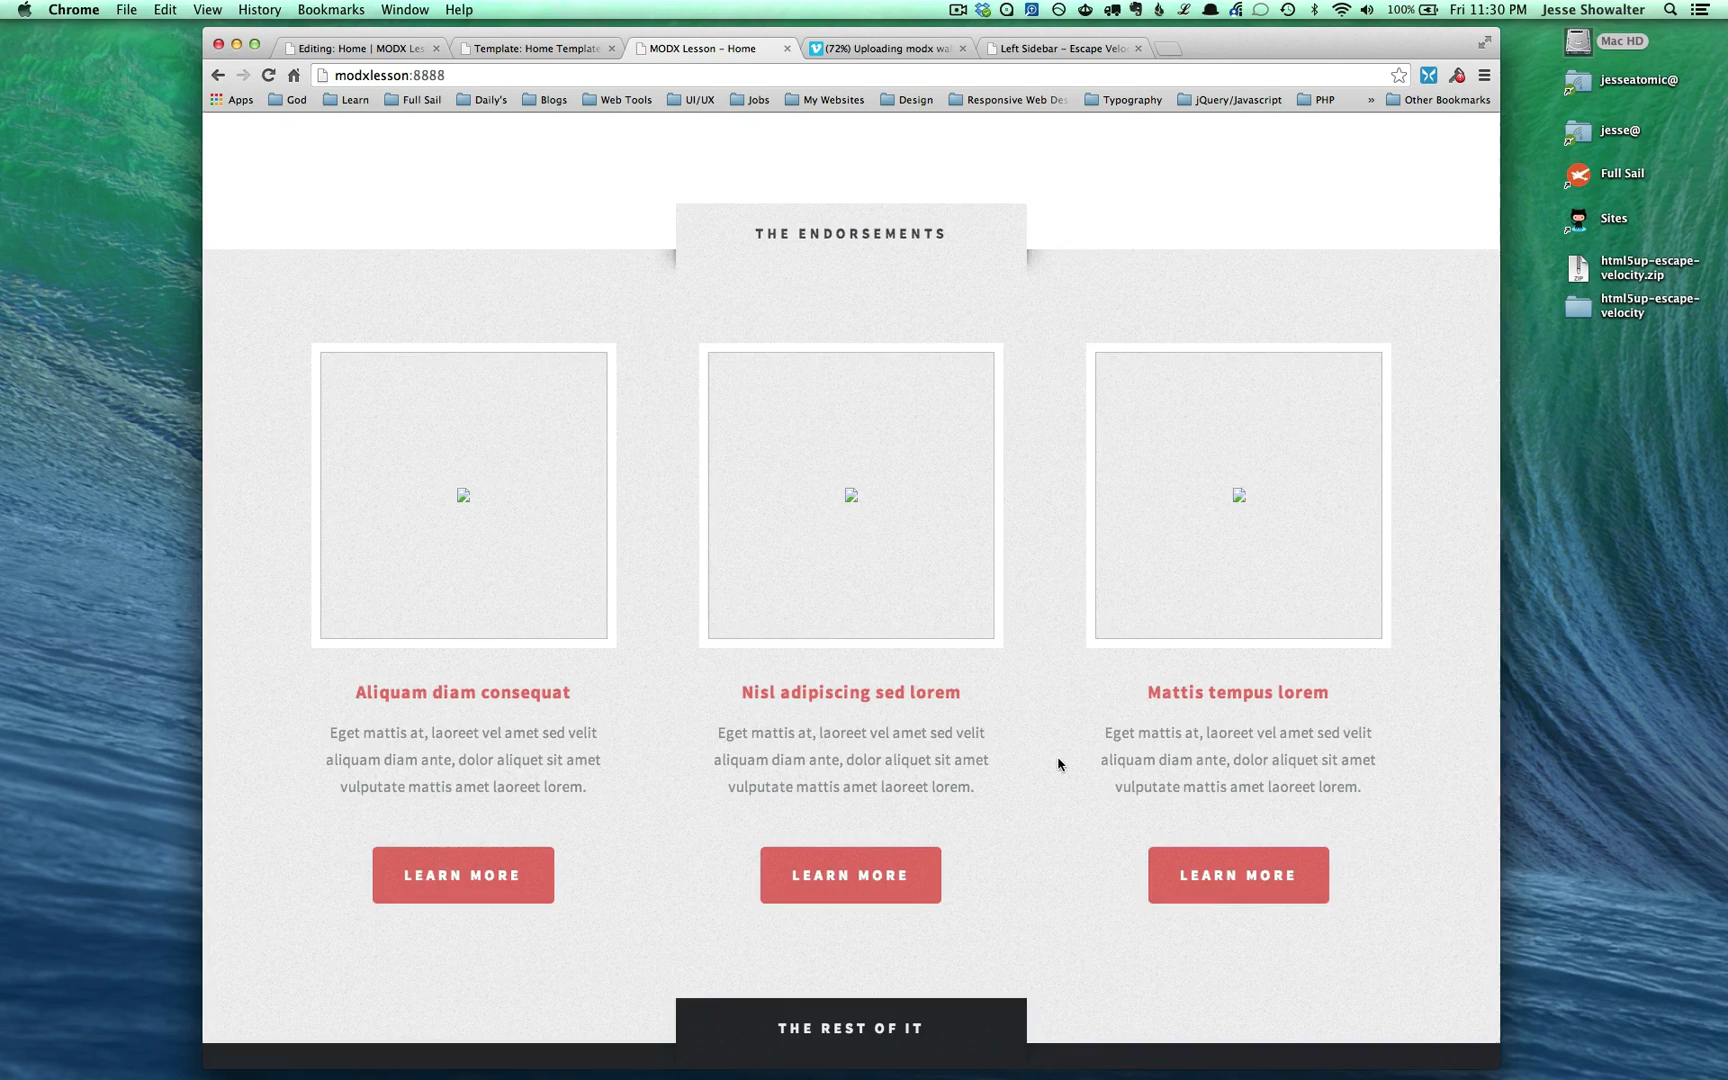 Chrome File Edit View History Bookmarks Window Help 100% Fri 11:30 PM Jesse Showalter
Editing: Home | MODX Les Template: Home Template MODX Lesson – Home (72%) Uploading modx wa Left Sidebar – Escape Velo
modxlesson:8888
Apps God Learn Full Sail Daily's Blogs Web Tools UI/UX Jobs My Websites Design Responsive Web Des Typography jQuery/Javascript PHP » Other Bookmarks
Mac HD
jesseatomic@
jesse@
Full Sail
Sites
ZIP
html5up-escape-
velocity.zip
html5up-escape-
velocity
THE ENDORSEMENTS
Aliquam diam consequat
Eget mattis at, laoreet vel amet sed velit
aliquam diam ante, dolor aliquet sit amet
vulputate mattis amet laoreet lorem.
LEARN MORE
Nisl adipiscing sed lorem
Eget mattis at, laoreet vel amet sed velit
aliquam diam ante, dolor aliquet sit amet
vulputate mattis amet laoreet lorem.
LEARN MORE
Mattis tempus lorem
Eget mattis at, laoreet vel amet sed velit
aliquam diam ante, dolor aliquet sit amet
vulputate mattis amet laoreet lorem.
LEARN MORE
THE REST OF IT